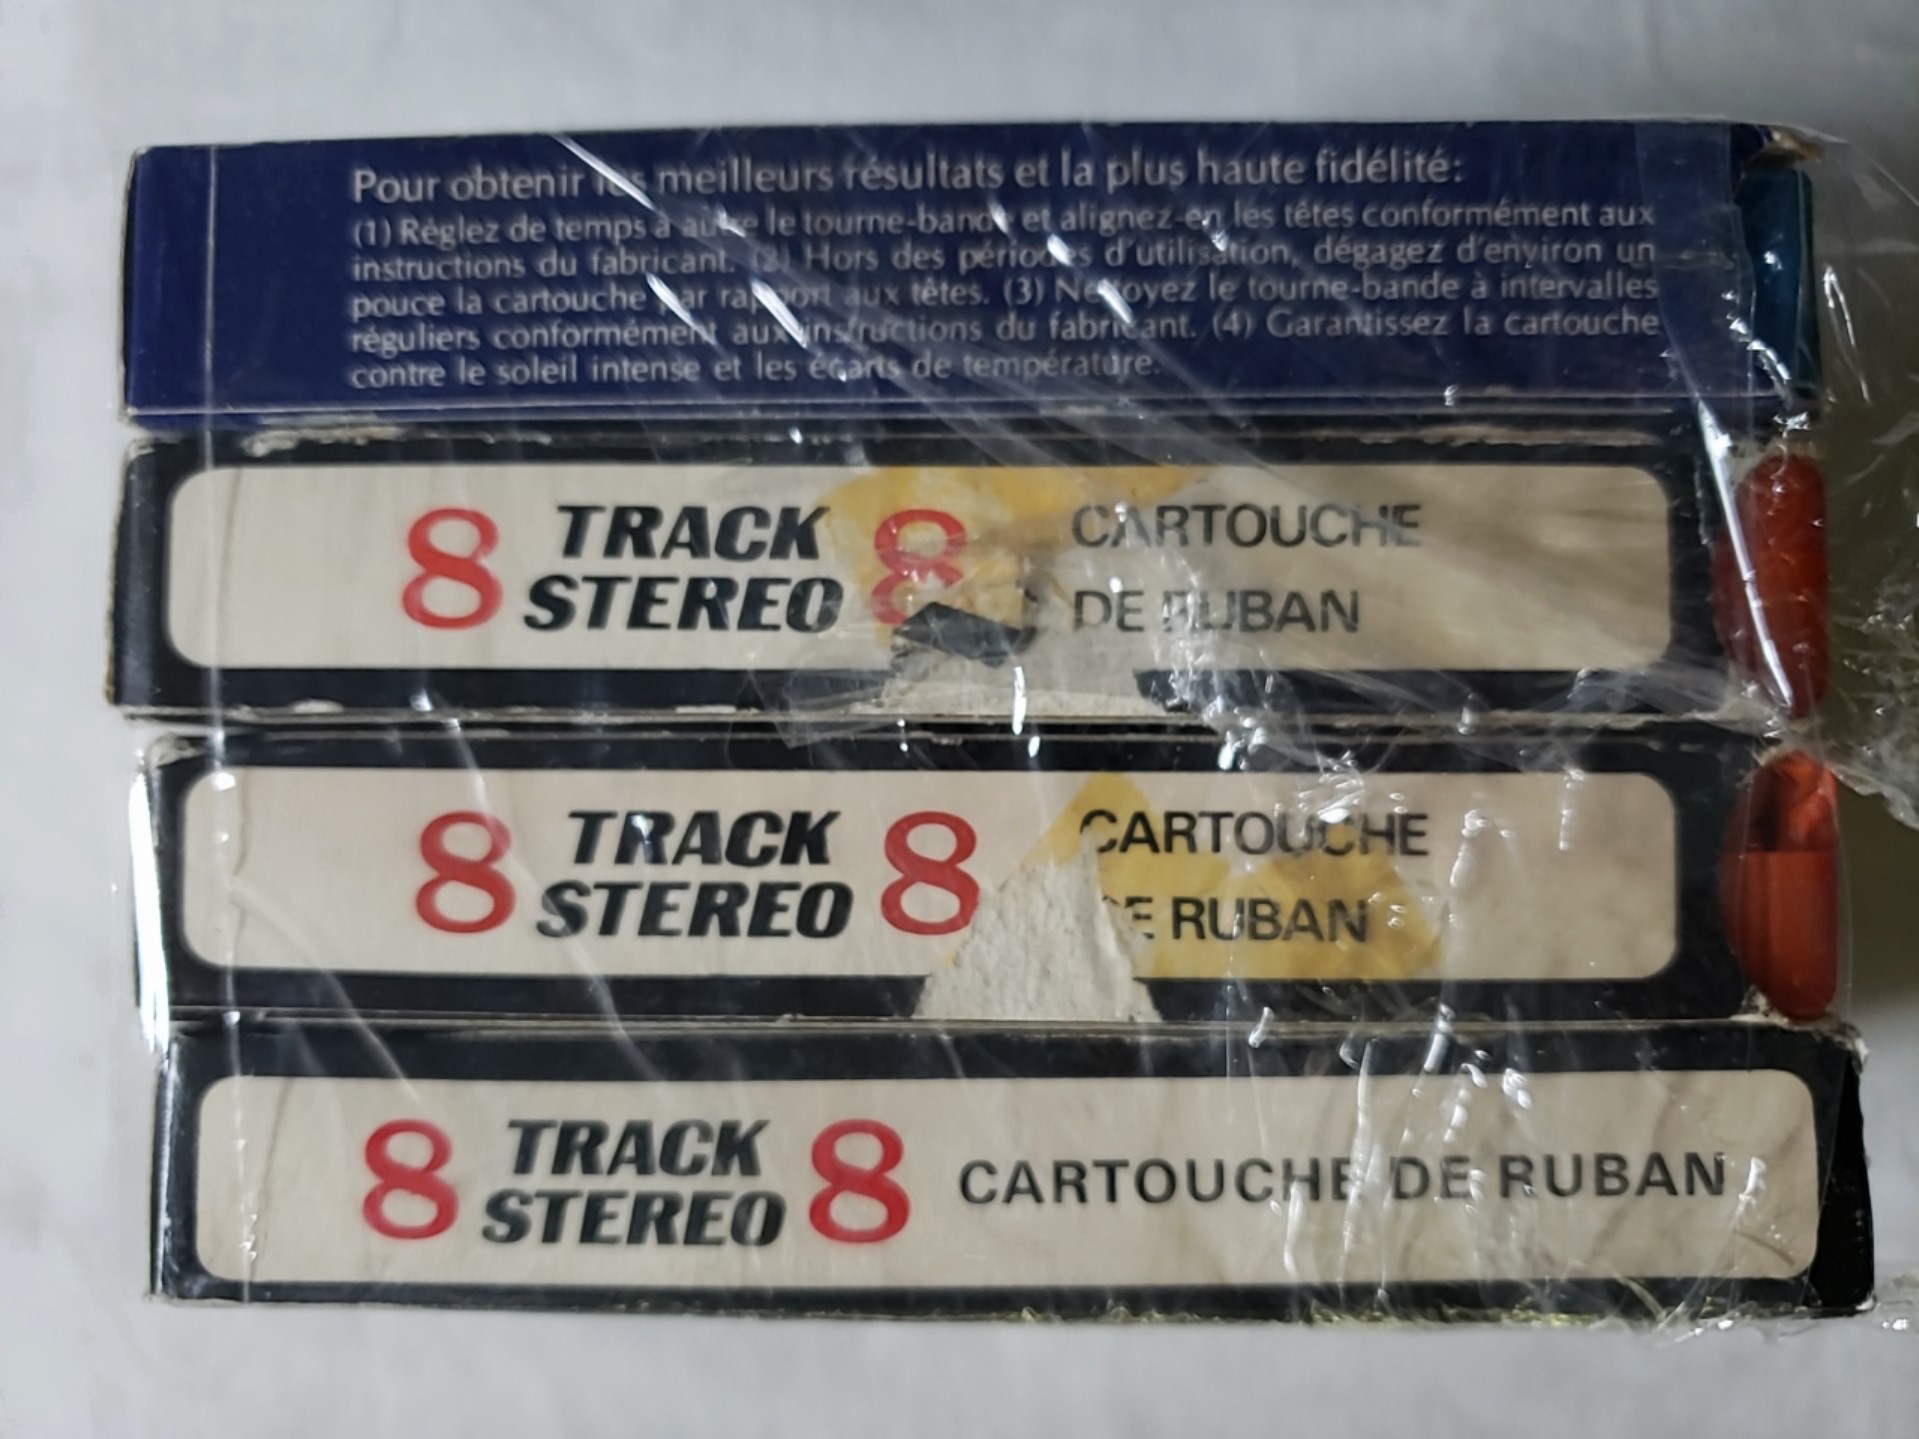 Pour obtenir les meilleurs résultats et la plus haute fidélité:
(1) Réglez de temps à autre le tourne-bande et alignez-en les têtes conformément aux
instructions du fabricant. (2) Hors des périodes d'utilisation, dégagez d'environ un
pouce la cartouche par rapport aux têtes. (3) Nettoyez le tourne-bande à intervalles
réguliers conformément aux instructions du fabricant. (4) Garantissez la cartouche
contre le soleil intense et les écarts de température.
8 TRACK STEREO 8 CARTOUCHE
DE RUBAN
8 TRACK STEREO 8 CARTOUCHE
DE RUBAN
8 TRACK STEREO 8 CARTOUCHE DE RUBAN